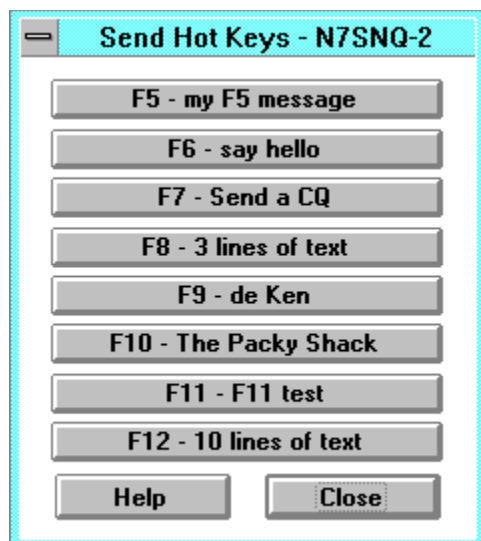 Send Hot Keys - N7SNQ-2
F5 - my F5 message
F6 - say hello
F7 - Send a CQ
F8 - 3 lines of text
F9 - de Ken
F10 - The Packy Shack
F11 - F11 test
F12 - 10 lines of text
Help Close